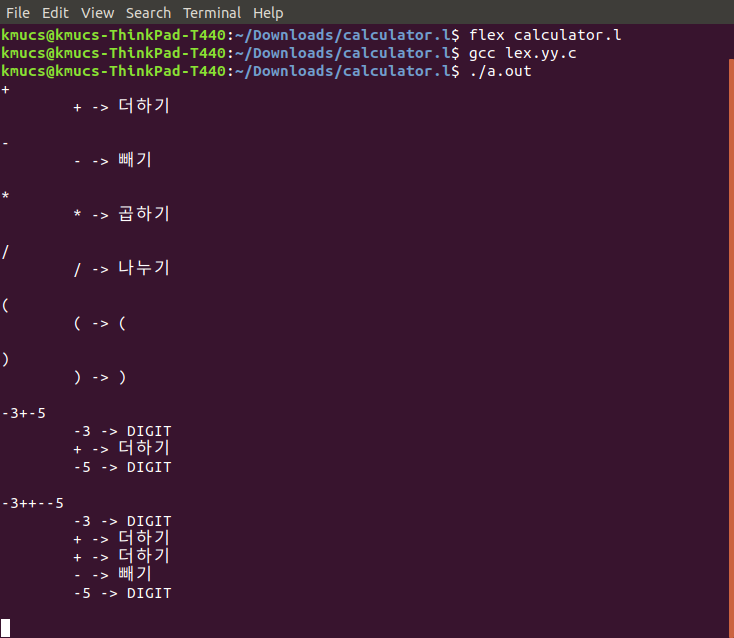 File Edit View Search Terminal Help
kmucs@kmucs-ThinkPad-T440:~/Downloads/calculator.l$ flex calculator.l
kmucs@kmucs-ThinkPad-T440:~/Downloads/calculator.l$ gcc lex.yy.c
kmucs@kmucs-ThinkPad-T440:~/Downloads/calculator.l$ ./a.out
+
+ -> 더하기
-
- -> 빼기
*
* -> 곱하기
/
/ -> 나누기
(
( -> (
)
) -> )
-3+-5
-3 -> DIGIT
+ -> 더하기
-5 -> DIGIT
-3++--5
-3 -> DIGIT
+ -> 더하기
+ -> 더하기
- -> 빼기
-5 -> DIGIT